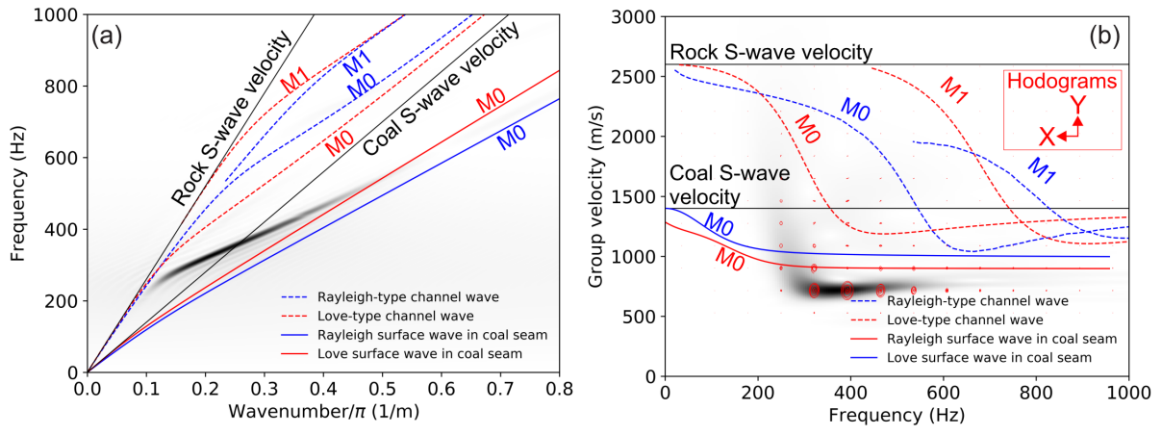 (a)
Rock S-wave velocity
M1
M1
M0
M0
Coal S-wave velocity
M0
M0
Rayleigh-type channel wave
Love-type channel wave
Rayleigh surface wave in coal seam
Love surface wave in coal seam
1000
800
600
400
200
0
Frequency (Hz)
0.0 0.1 0.2 0.3 0.4 0.5 0.6 0.7 0.8
Wavenumber/π (1/m)
(b)
Rock S-wave velocity
Hodograms
Y
X
M0
M0
M1
M1
Coal S-wave
velocity
M0
M0
Rayleigh-type channel wave
Love-type channel wave
Rayleigh surface wave in coal seam
Love surface wave in coal seam
3000
2500
2000
1500
1000
500
0
Group velocity (m/s)
0 200 400 600 800 1000
Frequency (Hz)